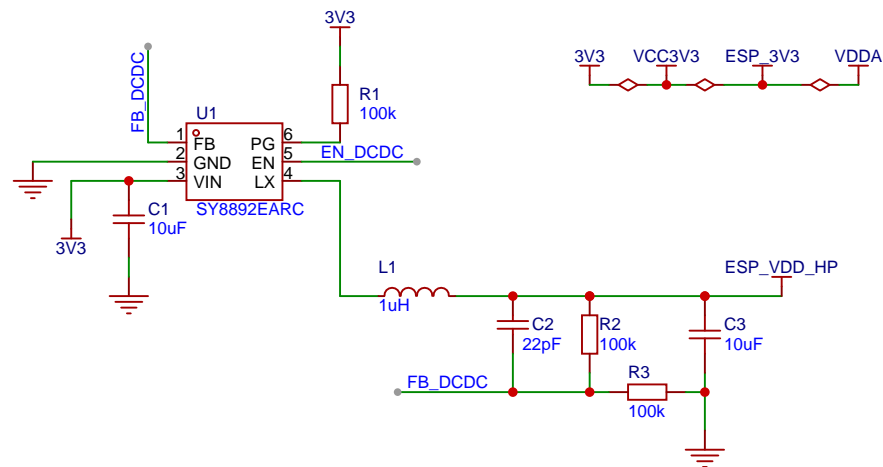 3V3
3V3
VCC3V3
ESP_3V3
VDDA
FB_DCDC
R1
100k
U1
1
FB
PG
6
2
GND
EN
5
EN_DCDC
3
VIN
LX
4
SY8892EARC
C1
10uF
3V3
L1
1uH
ESP_VDD_HP
C2
22pF
R2
100k
C3
10uF
FB_DCDC
R3
100k